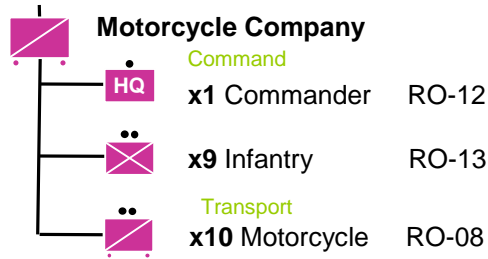 Motorcycle Company
Command
HQ
x1 Commander RO-12
x9 Infantry RO-13
Transport
x10 Motorcycle RO-08